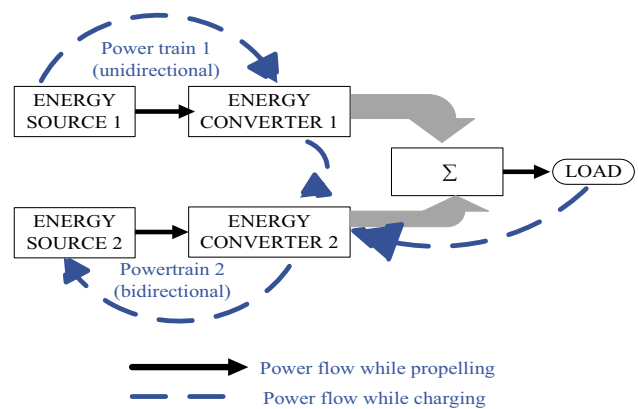 Power train 1
(unidirectional)
ENERGY
SOURCE 1
ENERGY
CONVERTER 1
Σ
LOAD
ENERGY
SOURCE 2
ENERGY
CONVERTER 2
Powertrain 2
(bidirectional)
Power flow while propelling
Power flow while charging